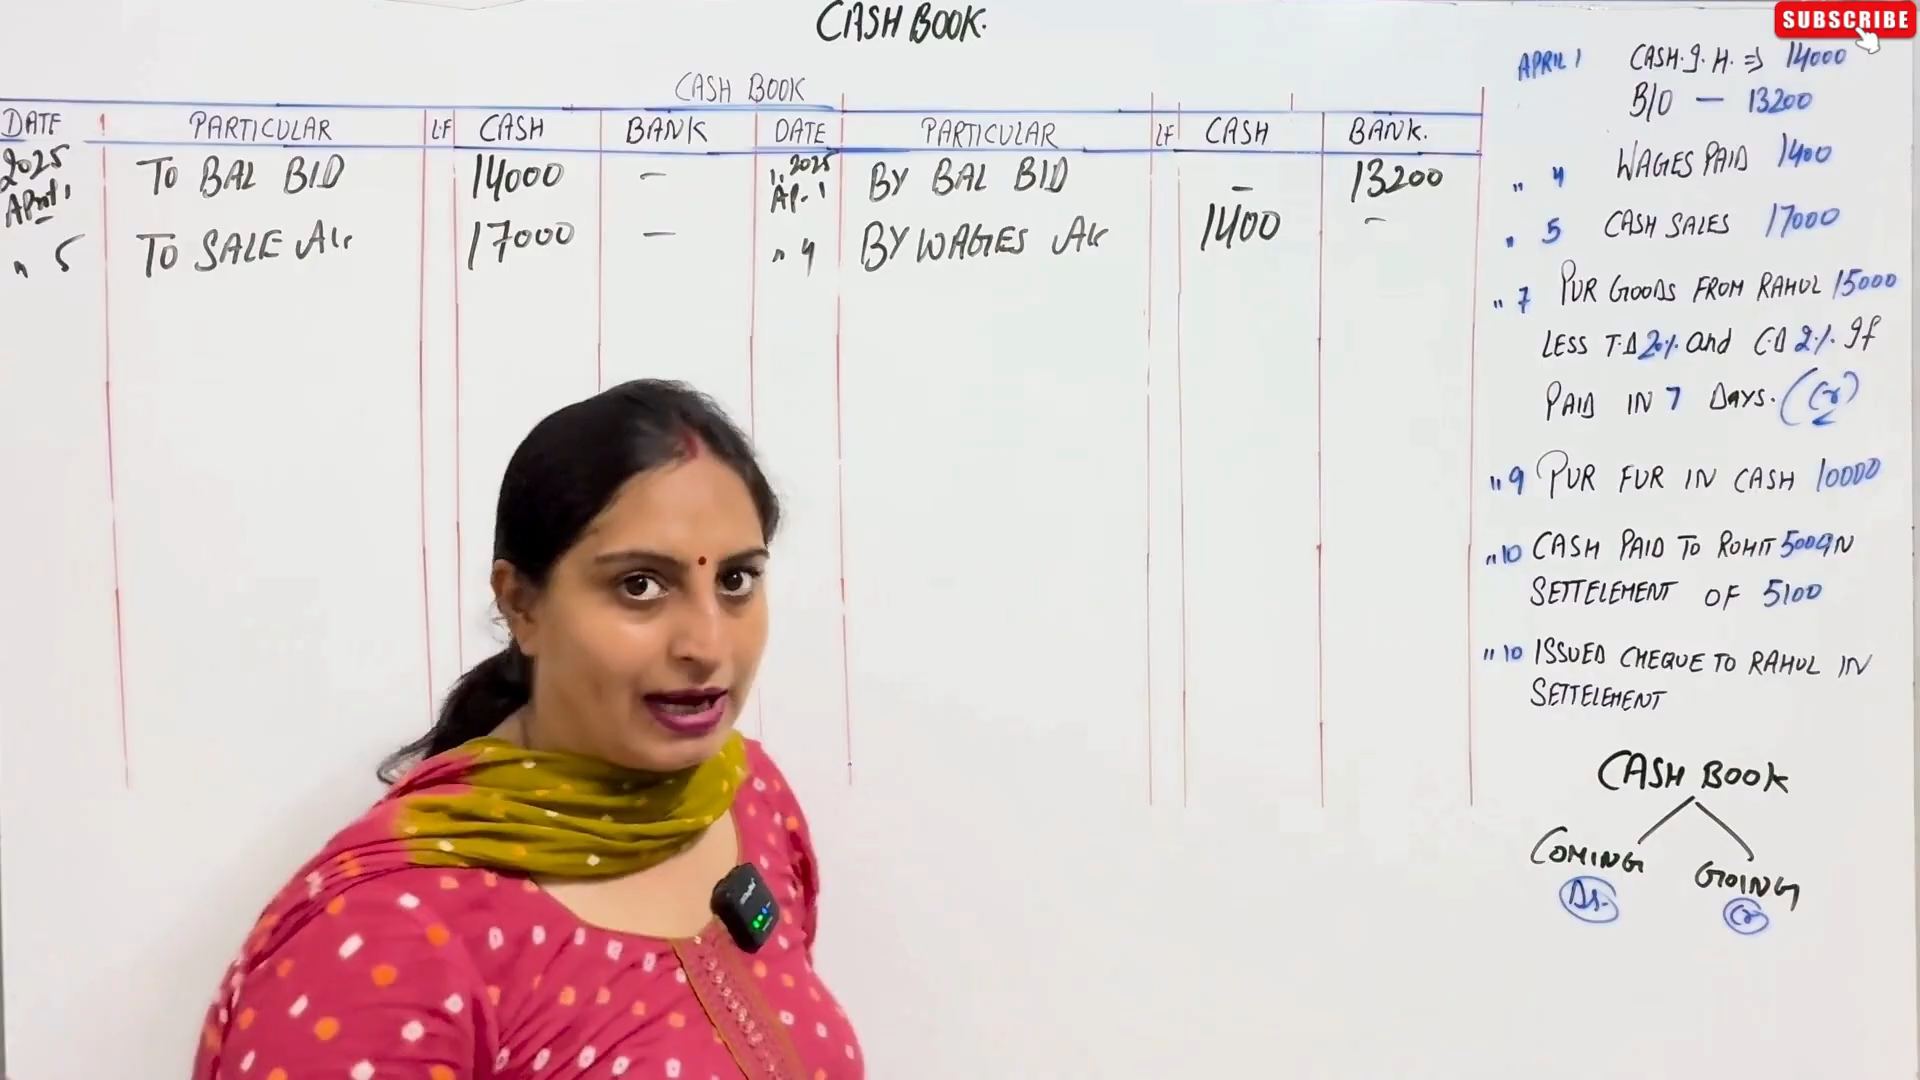 CASH BOOK.
SUBSCRIBE
CASH BOOK
DATE PARTICULAR L·F CASH BANK DATE PARTICULAR LF CASH BANK.
2025 April 1 TO BAL B/D 14000 - 2025 AP-1 BY BAL B/D - 13200
" 5 TO SALE A/c 17000 - " 4 BY WAGES A/c 1400 -
APRIL 1 CASH.I.H. ⇒ 14000
B/O - 13200
" 4 WAGES PAID 1400
" 5 CASH SALES 17000
" 7 PUR GOODS FROM RAHUL 15000
LESS T.D 20% and C.D 2% If
PAID IN 7 DAYS. (Cr)
" 9 PUR FUR IN CASH 10000
" 10 CASH PAID TO ROHIT 5000 IN
SETTELEMENT OF 5100
" 10 ISSUED CHEQUE TO RAHUL IN
SETTELEMENT
CASH BOOK
COMING GOING
Dr. Cr